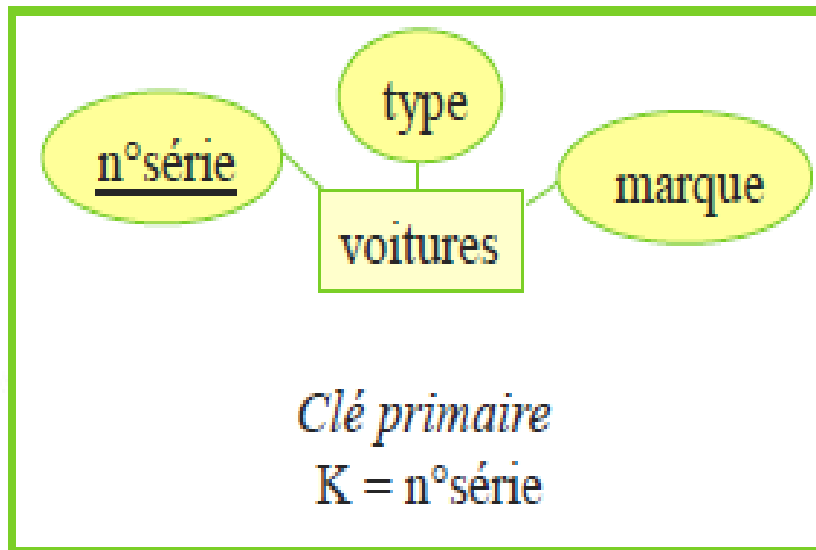 type
n°série
marque
voitures
Clé primaire
K = n°série